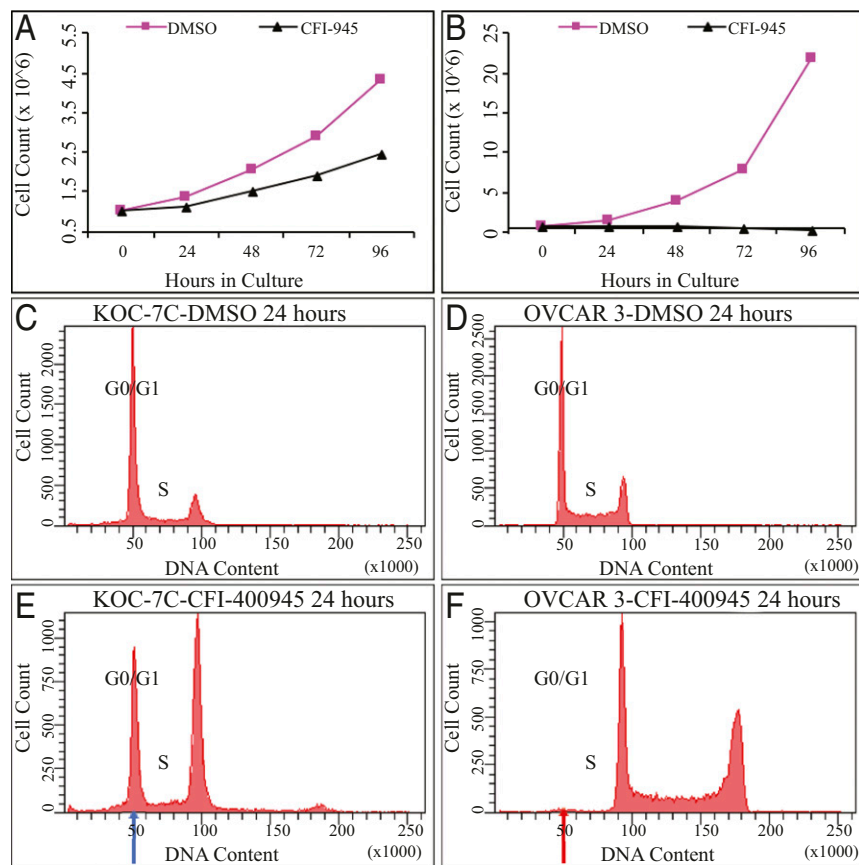 A
DMSO CFI-945
Cell Count (x 10^6)
5.5
4.5
2.5
1.5
0.5
0 24 48 72 96
Hours in Culture
B
DMSO CFI-945
Cell Count (x 10^6)
25
20
15
10
5
0
0 24 48 72 96
Hours in Culture
C
KOC-7C-DMSO 24 hours
G0/G1
S
Cell Count
2000
1500
1000
500
0
50 100 150 200 250
DNA Content (x1000)
D
OVCAR 3-DMSO 24 hours
G0/G1
S
Cell Count
2500
2000
1500
1000
500
0
50 100 150 200 250
DNA Content (x1000)
E
KOC-7C-CFI-400945 24 hours
G0/G1
S
Cell Count
1000
750
500
250
0
50 100 150 200 250
DNA Content (x1000)
F
OVCAR 3-CFI-400945 24 hours
G0/G1
S
Cell Count
1000
750
500
250
0
50 100 150 200 250
DNA Content (x1000)